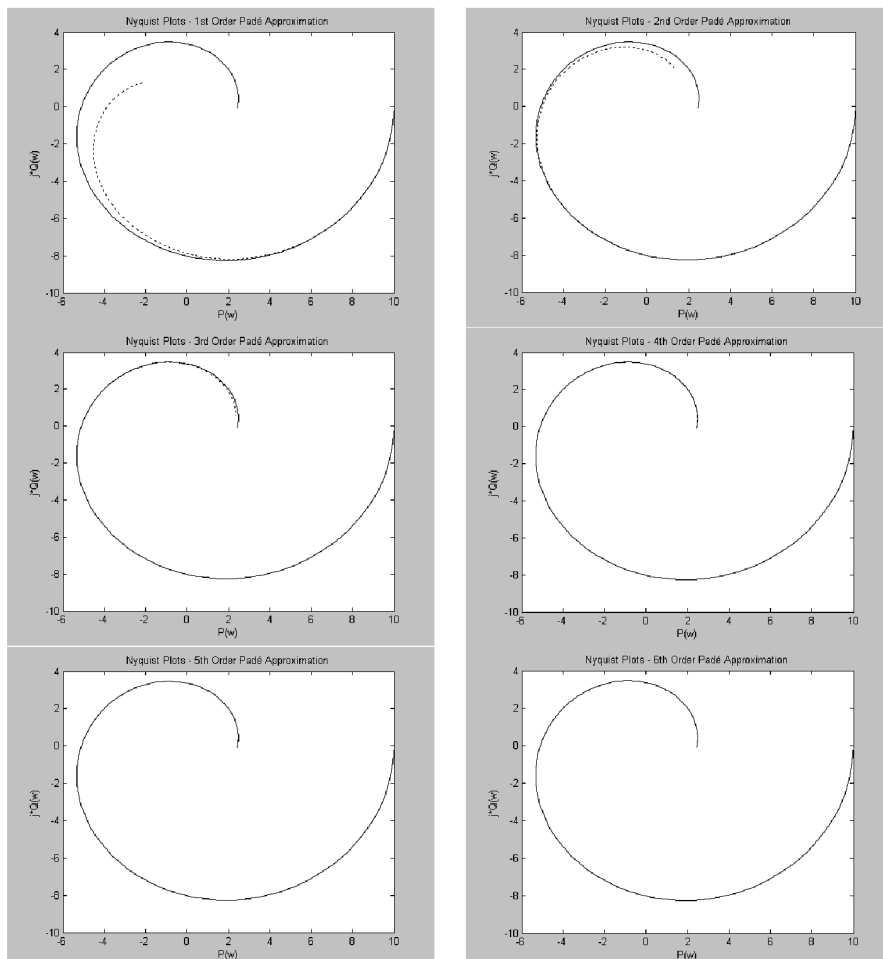 Nyquist Plots - 1st Order Padé Approximation
4
2
0
-2
-4
-6
-8
-10
j*Q(w)
-6 -4 -2 0 2 4 6 8 10
P(w)
Nyquist Plots - 2nd Order Padé Approximation
4
2
0
-2
-4
-6
-8
-10
j*Q(w)
-6 -4 -2 0 2 4 6 8 10
P(w)
Nyquist Plots - 3rd Order Padé Approximation
4
2
0
-2
-4
-6
-8
-10
j*Q(w)
-6 -4 -2 0 2 4 6 8 10
P(w)
Nyquist Plots - 4th Order Padé Approximation
4
2
0
-2
-4
-6
-8
-10
j*Q(w)
-6 -4 -2 0 2 4 6 8 10
P(w)
Nyquist Plots - 5th Order Padé Approximation
4
2
0
-2
-4
-6
-8
-10
j*Q(w)
-6 -4 -2 0 2 4 6 8 10
P(w)
Nyquist Plots - 6th Order Padé Approximation
4
2
0
-2
-4
-6
-8
-10
j*Q(w)
-6 -4 -2 0 2 4 6 8 10
P(w)